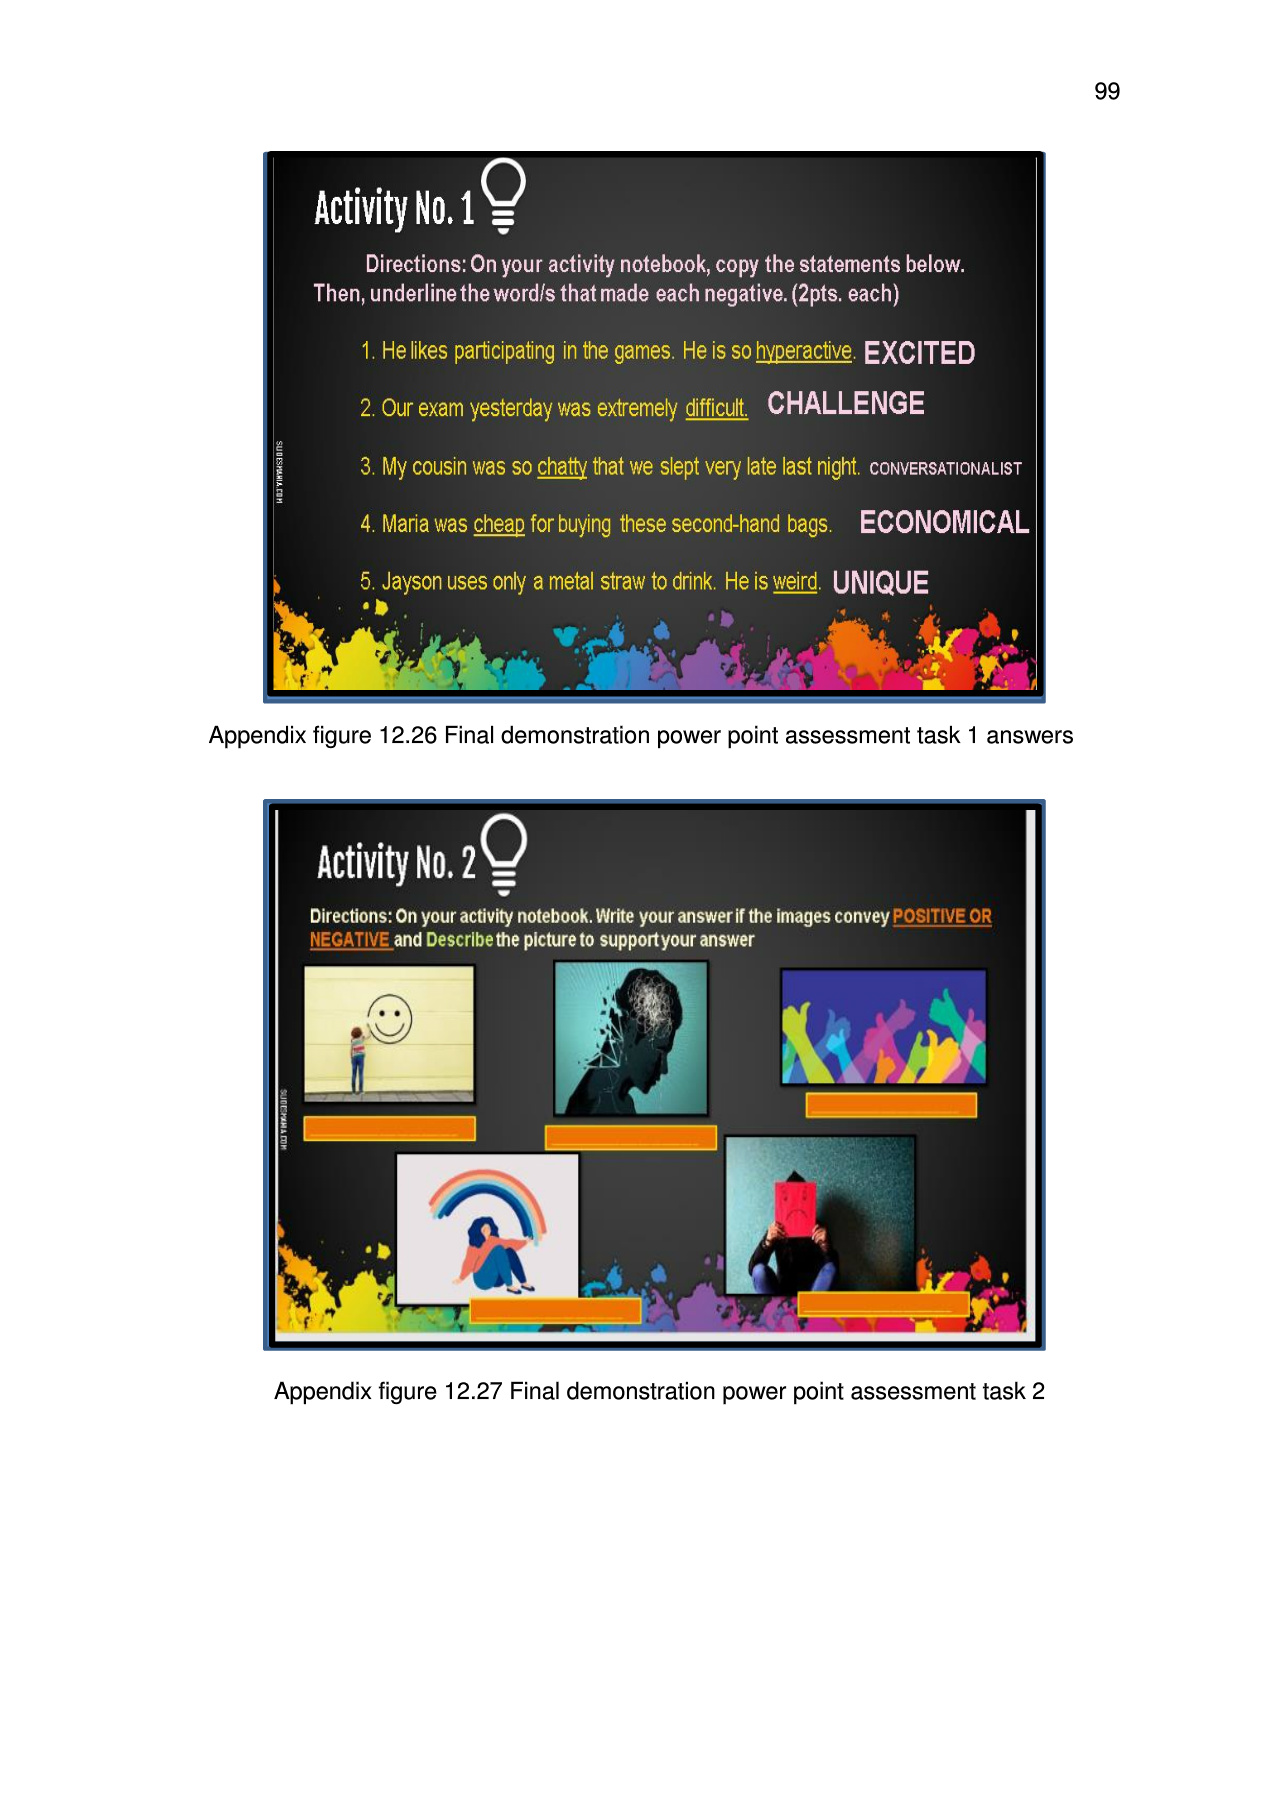 99
Activity No. 1
Directions: On your activity notebook, copy the statements below.
Then, underline the word/s that made each negative. (2pts. each)
1. He likes participating in the games. He is so hyperactive. EXCITED
2. Our exam yesterday was extremely difficult. CHALLENGE
3. My cousin was so chatty that we slept very late last night. CONVERSATIONALIST
4. Maria was cheap for buying these second-hand bags. ECONOMICAL
5. Jayson uses only a metal straw to drink. He is weird. UNIQUE
SLIDESMANIA.COM
Appendix figure 12.26 Final demonstration power point assessment task 1 answers
Activity No. 2
Directions: On your activity notebook. Write your answer if the images convey POSITIVE OR
NEGATIVE and Describe the picture to support your answer
SLIDESMANIA.COM
Appendix figure 12.27 Final demonstration power point assessment task 2